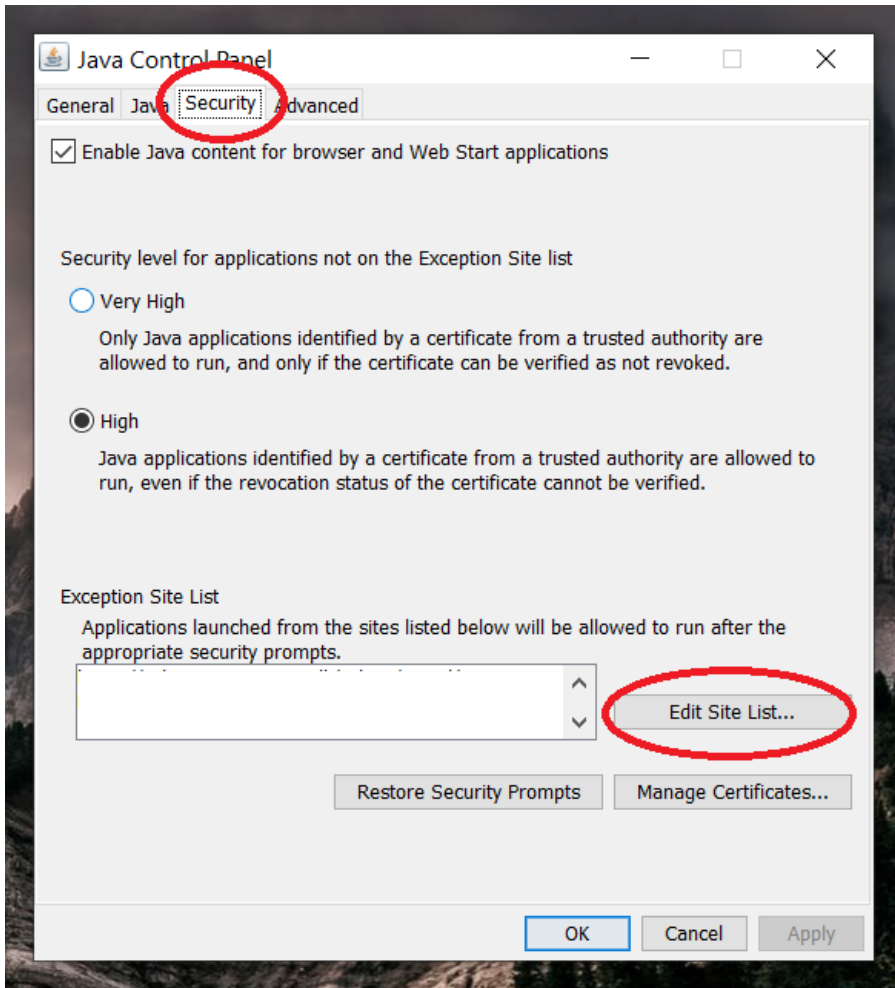 Java Control Panel
General Java Security Advanced
Enable Java content for browser and Web Start applications
Security level for applications not on the Exception Site list
Very High
Only Java applications identified by a certificate from a trusted authority are
allowed to run, and only if the certificate can be verified as not revoked.
High
Java applications identified by a certificate from a trusted authority are allowed to
run, even if the revocation status of the certificate cannot be verified.
Exception Site List
Applications launched from the sites listed below will be allowed to run after the
appropriate security prompts.
Edit Site List...
Restore Security Prompts Manage Certificates...
OK Cancel Apply